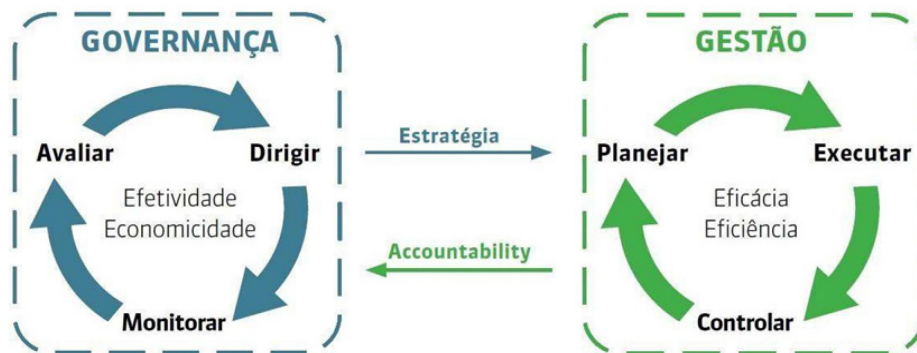 GOVERNANÇA
Avaliar
Dirigir
Efetividade
Economicidade
Monitorar
Estratégia
Accountability
GESTÃO
Planejar
Executar
Eficácia
Eficiência
Controlar